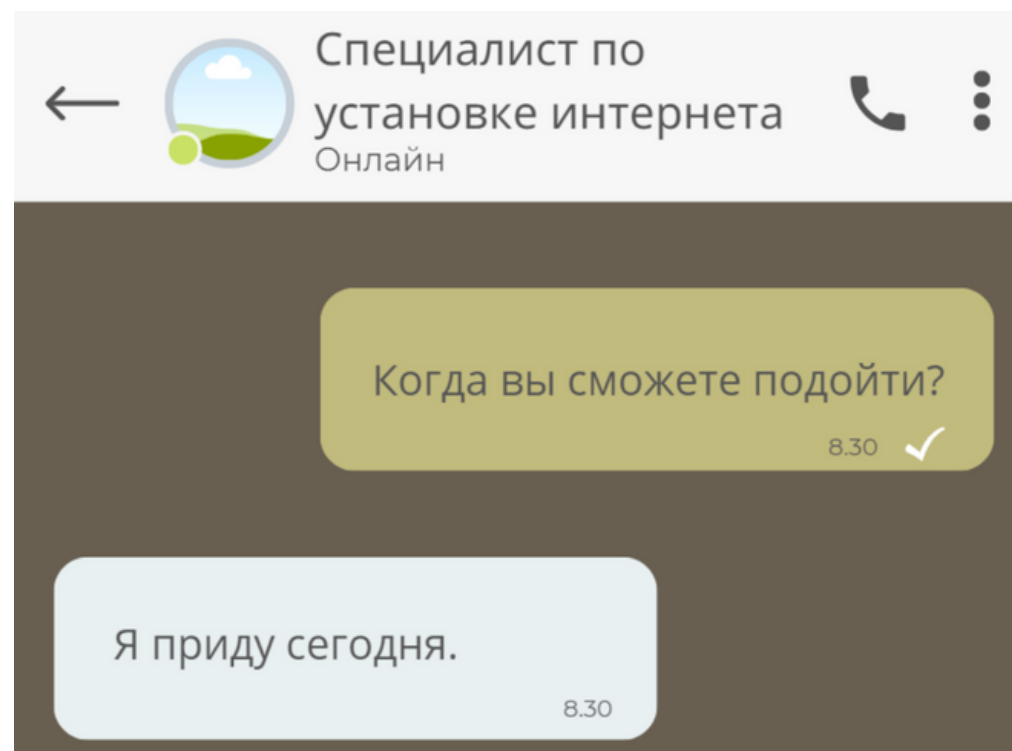 Специалист по
установке интернета
Онлайн
Когда вы сможете подойти?
8.30
Я приду сегодня.
8.30